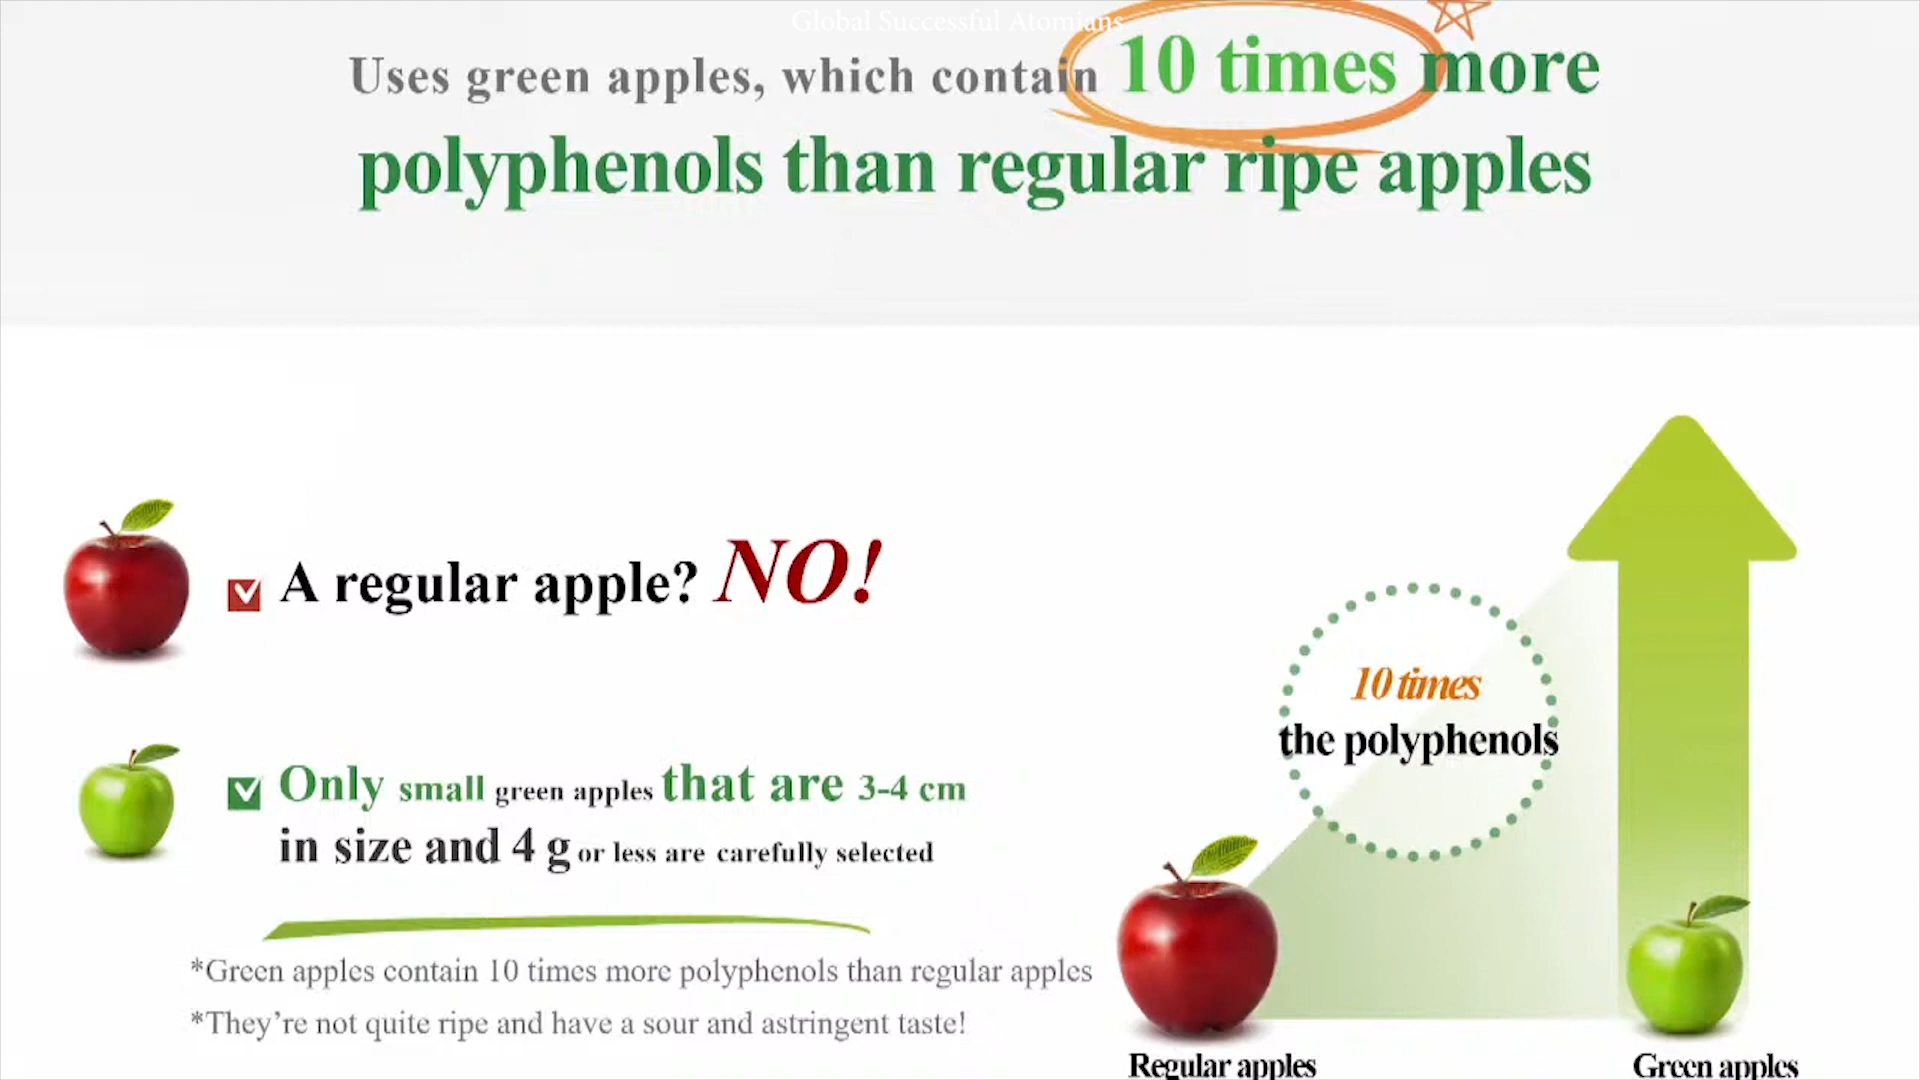 Global Successful Atomians
Uses green apples, which contain 10 times more
polyphenols than regular ripe apples
A regular apple? NO!
Only small green apples that are 3-4 cm
in size and 4 g or less are carefully selected
*Green apples contain 10 times more polyphenols than regular apples
*They’re not quite ripe and have a sour and astringent taste!
10 times
the polyphenols
Regular apples
Green apples